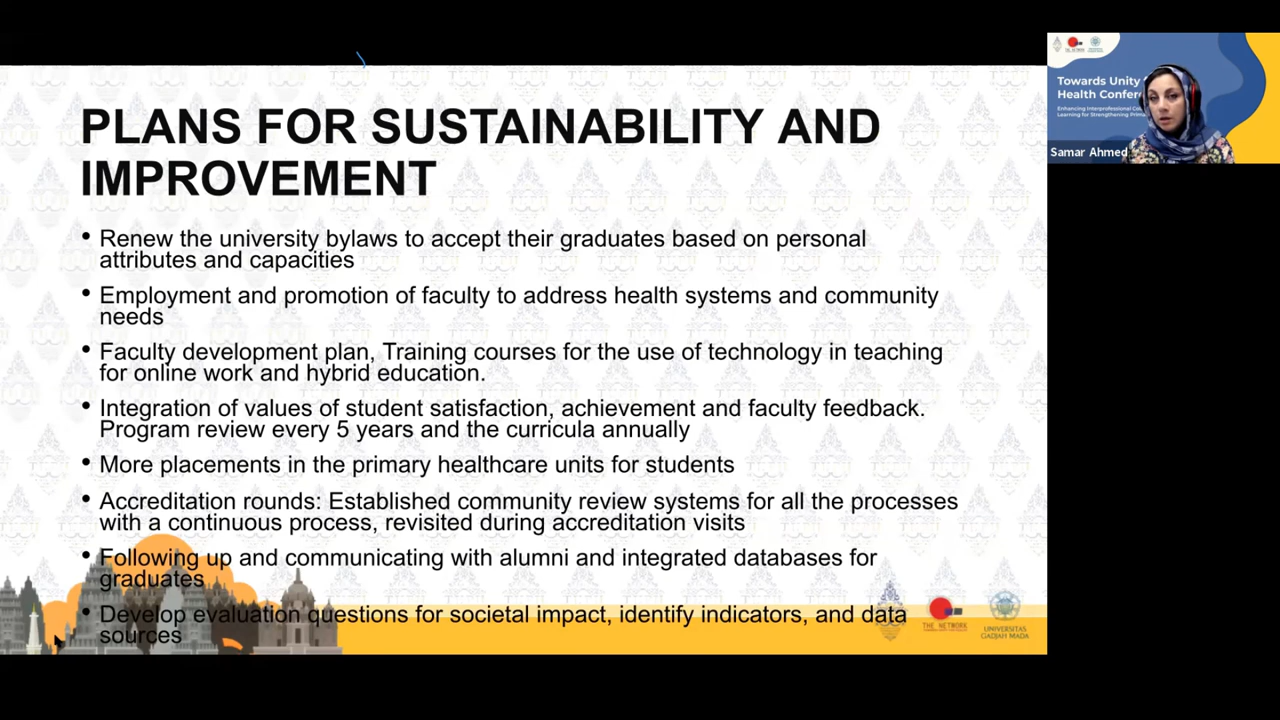 PLANS FOR SUSTAINABILITY AND
IMPROVEMENT
• Renew the university bylaws to accept their graduates based on personal
attributes and capacities
• Employment and promotion of faculty to address health systems and community
needs
• Faculty development plan, Training courses for the use of technology in teaching
for online work and hybrid education.
• Integration of values of student satisfaction, achievement and faculty feedback.
Program review every 5 years and the curricula annually
• More placements in the primary healthcare units for students
• Accreditation rounds: Established community review systems for all the processes
with a continuous process, revisited during accreditation visits
• Following up and communicating with alumni and integrated databases for
graduates
• Develop evaluation questions for societal impact, identify indicators, and data
sources
THE NETWORK
UNIVERSITAS
GADJAH MADA
THE NETWORK
Towards Unity
Health Confer
Enhancing Interprofessional
Learning for Strengthening
Samar Ahmed